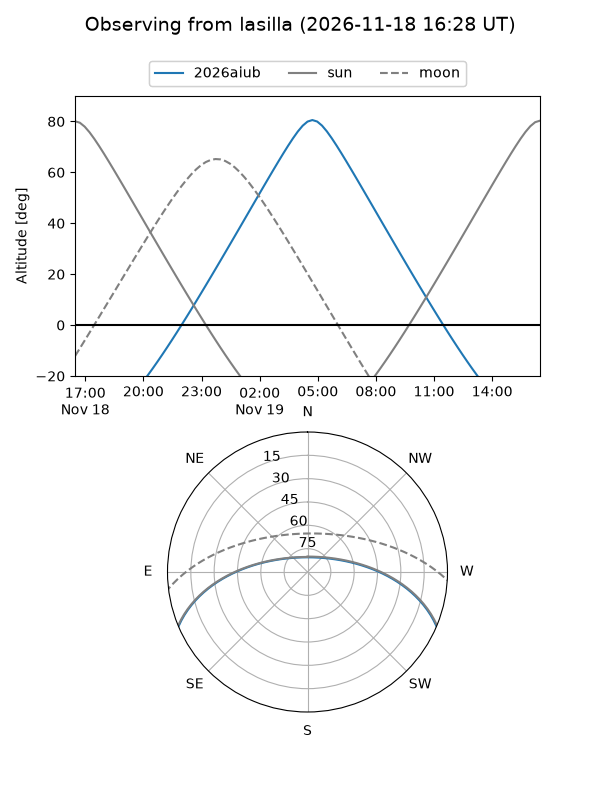 Observing from lasilla (2026-11-18 16:28 UT)
2026aiub sun moon
Altitude [deg]
80
60
40
20
0
−20
17:00 20:00 23:00 02:00 05:00 08:00 11:00 14:00
Nov 18 Nov 19
N
NE NW
15
30
45
60
75
E W
SE SW
S